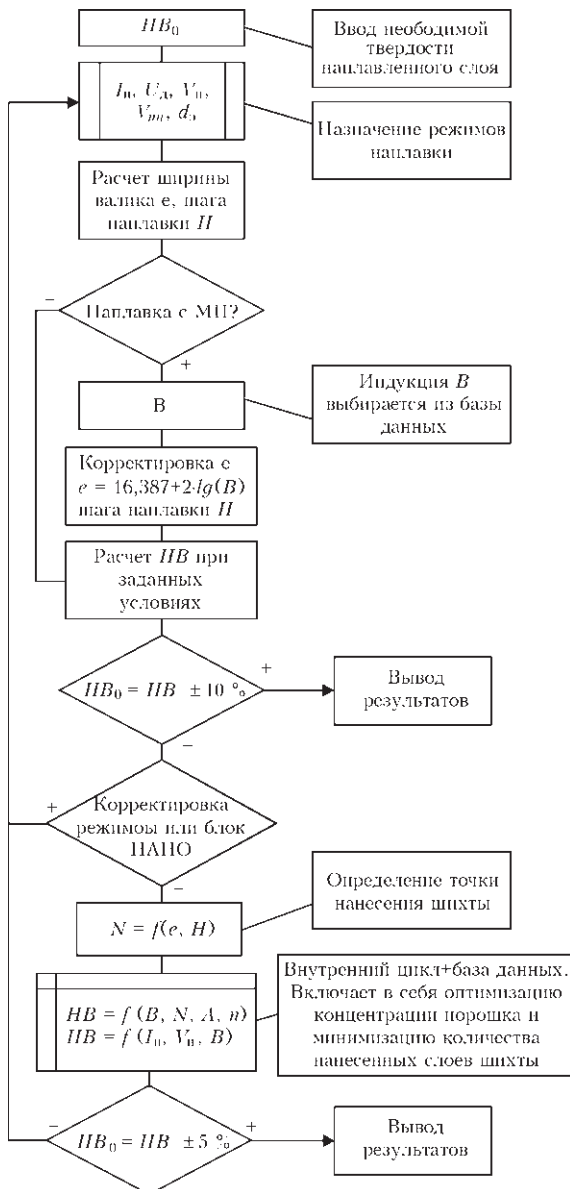 HB₀
Ввод неободимой
твердости
наплавленного слоя
Iн, Uд, Vн,
Vпп, dэ
Назначение режимов
наплавки
Расчет ширины
валика е, шага
наплавки H
–
Наплавка с МП?
+
В
Индукция B
выбирается из базы
данных
Корректировка е
e = 16,387+2·lg(B)
шага наплавки H
Расчет HB при
заданных
условиях
HB₀ = HB ±10 %
+
Вывод
результатов
–
+
Корректировка
режимоы или блок
НАНО
–
N = f(e, H)
Определение точки
нанесения шихты
HB = f (B, N, A, n)
HB = f (Iн, Vн, B)
Внутренний цикл+база данных.
Включает в себя оптимизацию
концентрации порошка и
минимизацию количества
нанесенных слоев шихты
–
HB₀ = HB ±5 %
+
Вывод
результатов